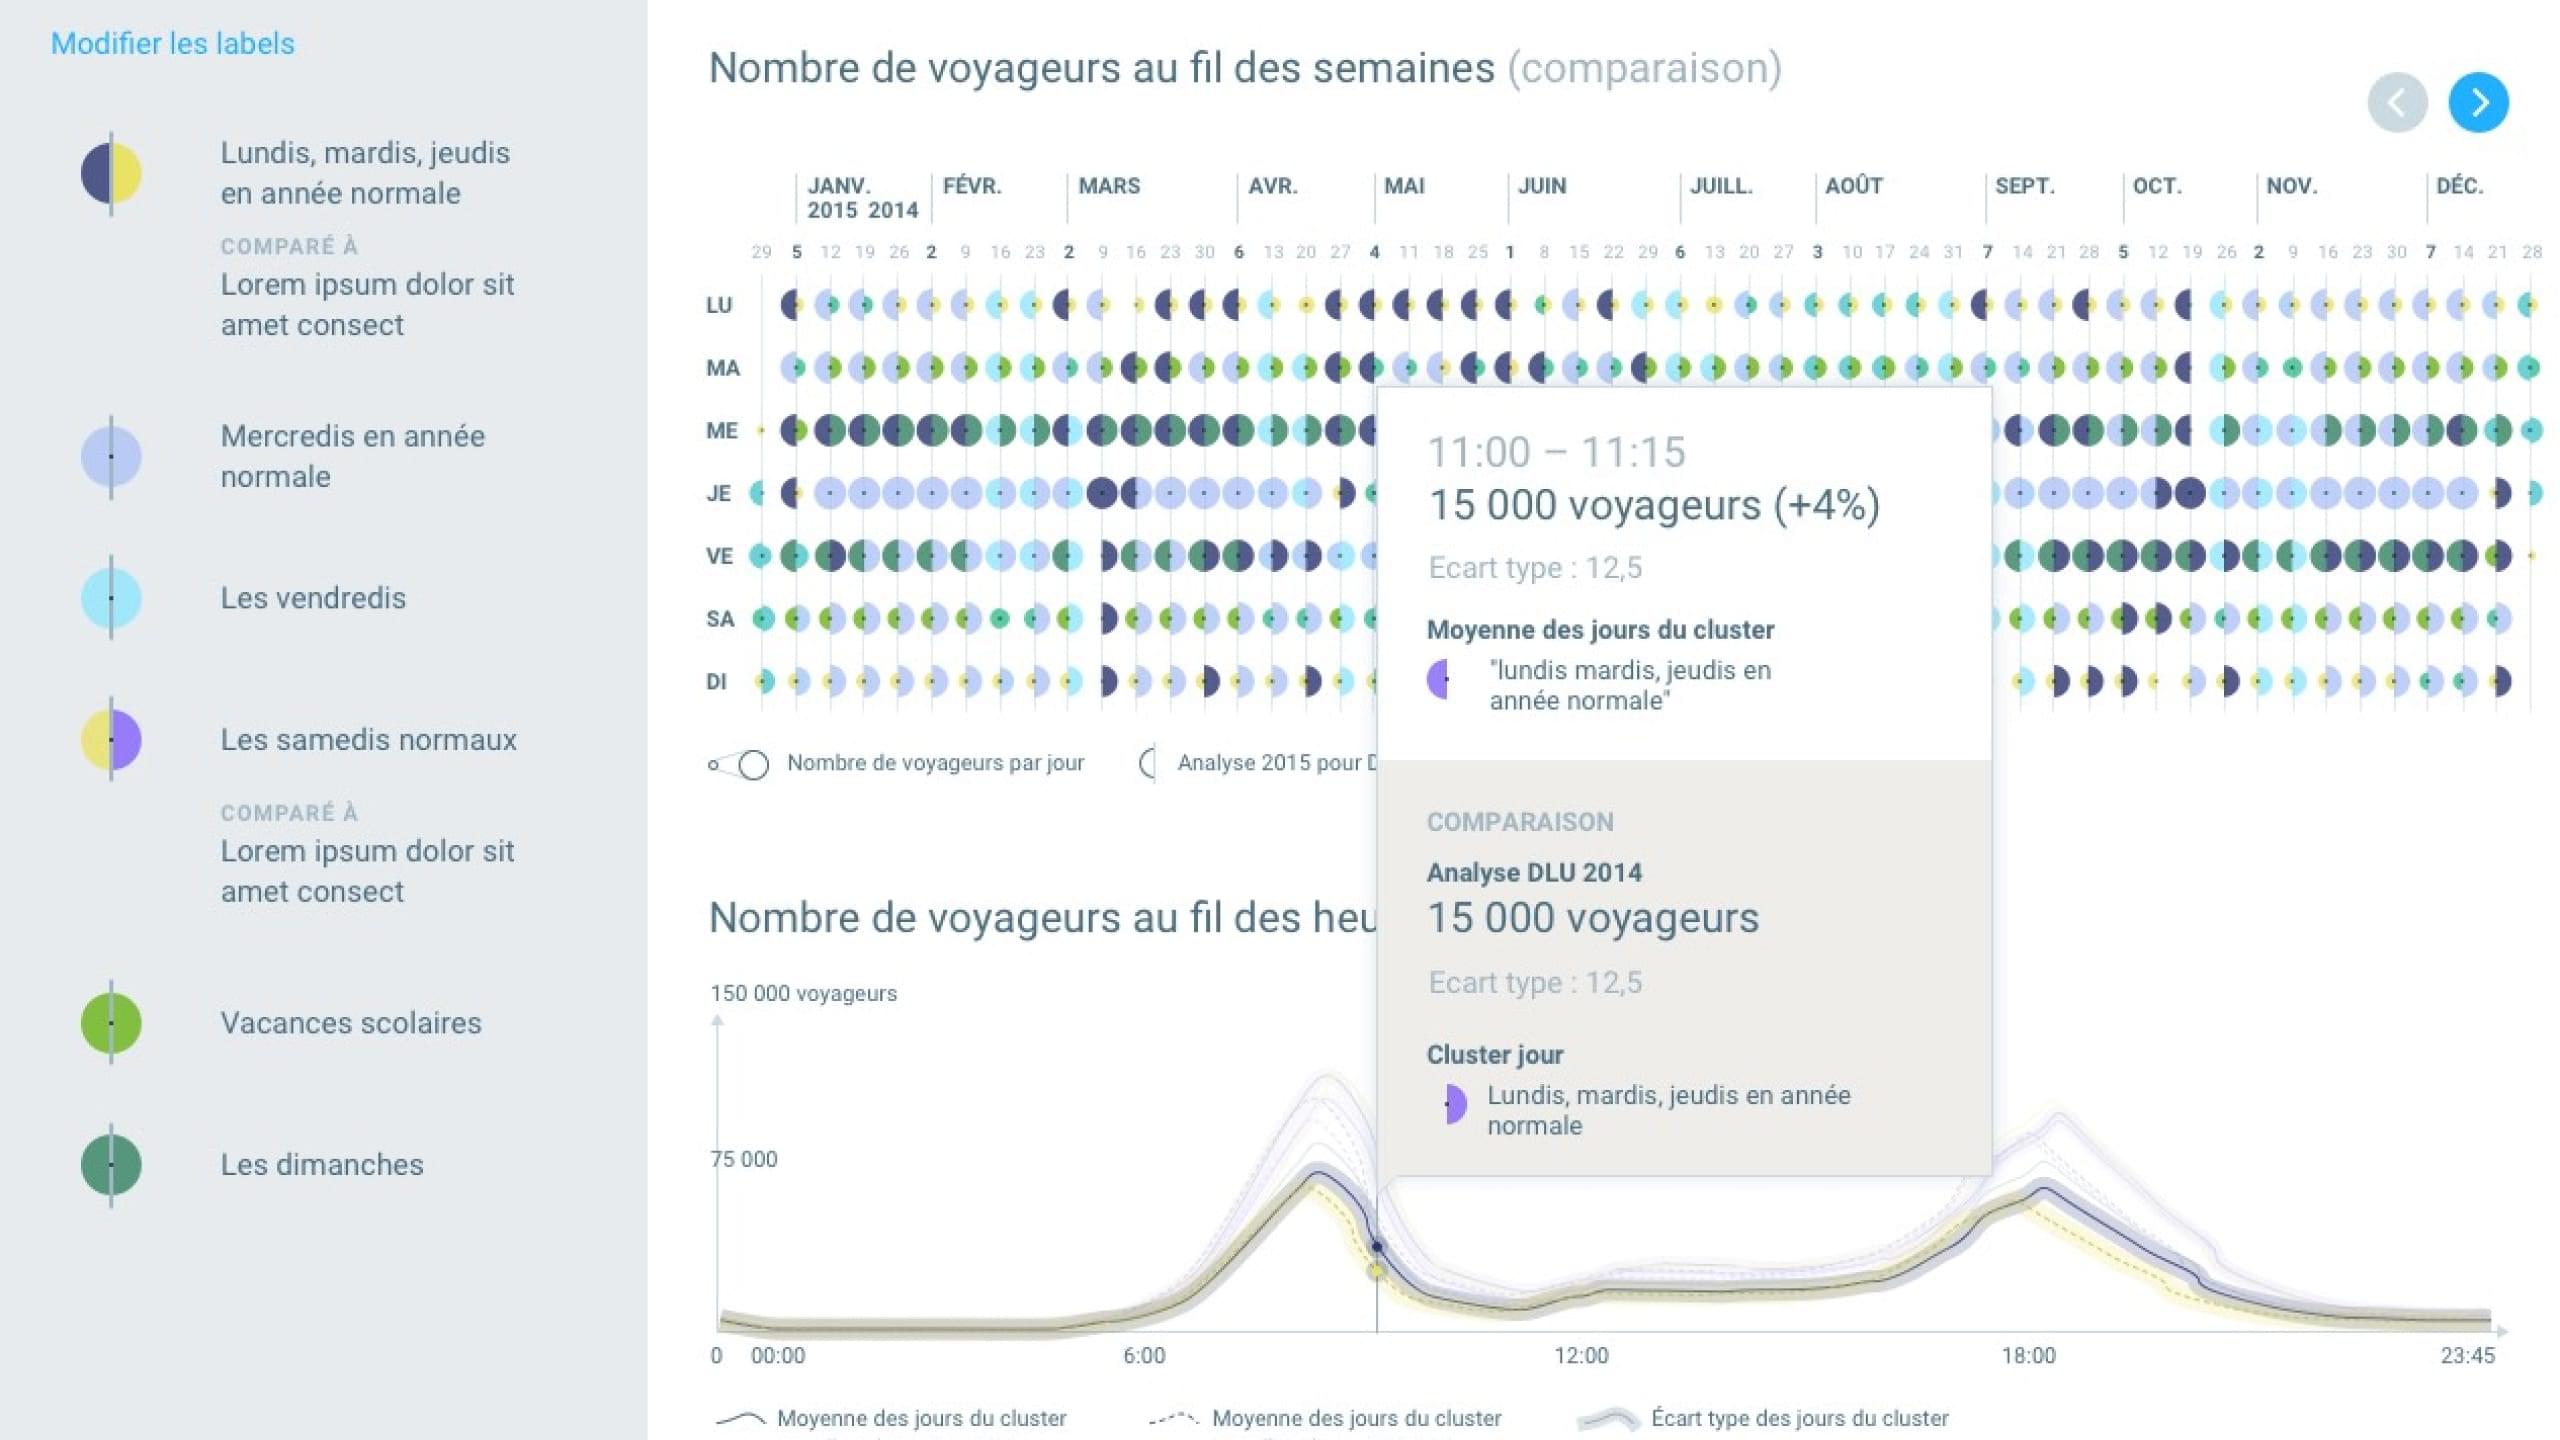 Modifier les labels
Lundis, mardis, jeudis
en année normale
COMPARÉ À
Lorem ipsum dolor sit
amet consect
Mercredis en année
normale
Les vendredis
Les samedis normaux
COMPARÉ À
Lorem ipsum dolor sit
amet consect
Vacances scolaires
Les dimanches
Nombre de voyageurs au fil des semaines (comparaison)
JANV. FÉVR. MARS AVR. MAI JUIN JUILL. AOÛT SEPT. OCT. NOV. DÉC.
2015 2014
29 5 12 19 26 2 9 16 23 2 9 16 23 30 6 13 20 27 4 11 18 25 1 8 15 22 29 6 13 20 27 3 10 17 24 31 7 14 21 28 5 12 19 26 2 9 16 23 30 7 14 21 28
LU
MA
ME
JE
VE
SA
DI
Nombre de voyageurs par jour
Analyse 2015 pour D
11:00 – 11:15
15 000 voyageurs (+4%)
Ecart type : 12,5
Moyenne des jours du cluster
"lundis mardis, jeudis en
année normale"
COMPARAISON
Analyse DLU 2014
15 000 voyageurs
Ecart type : 12,5
Cluster jour
Lundis, mardis, jeudis en année
normale
Nombre de voyageurs au fil des heu
150 000 voyageurs
75 000
0 00:00 6:00 12:00 18:00 23:45
Moyenne des jours du cluster
Moyenne des jours du cluster
Écart type des jours du cluster